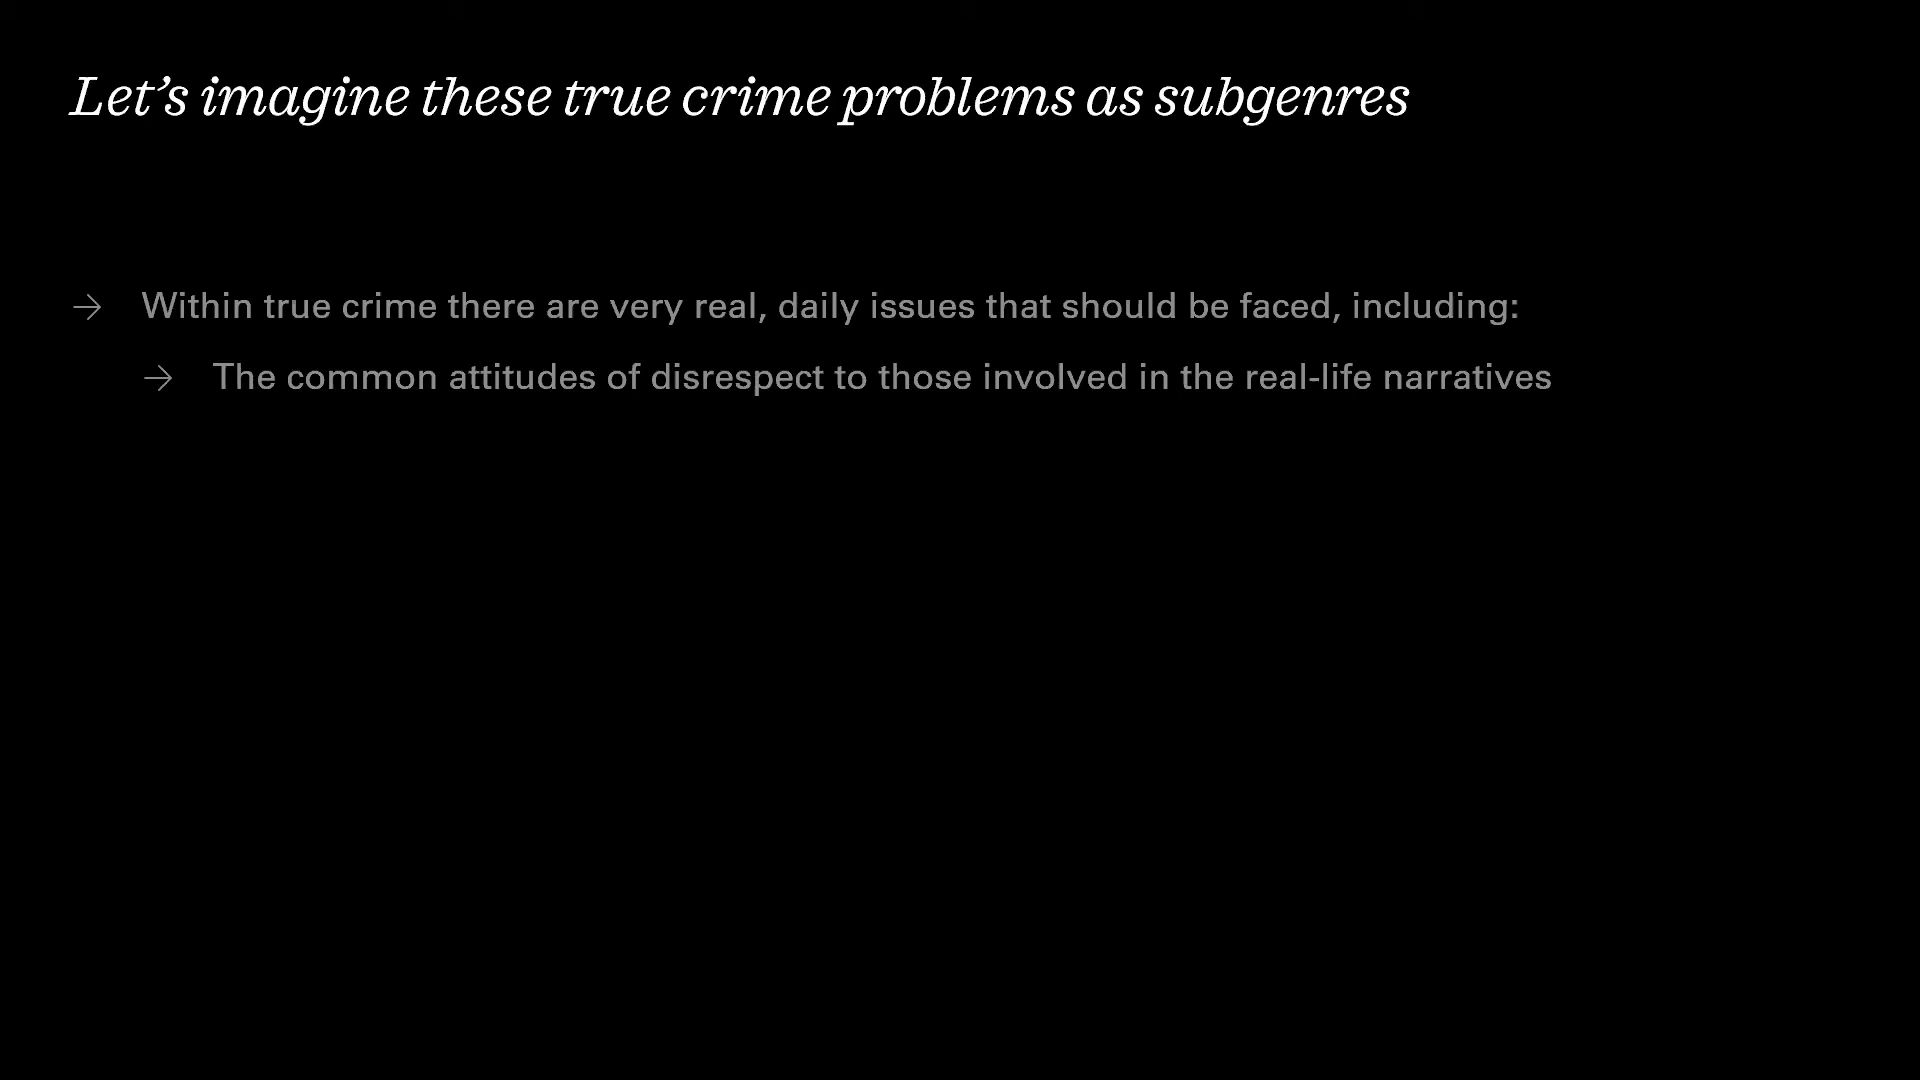 Let’s imagine these true crime problems as subgenres
→ Within true crime there are very real, daily issues that should be faced, including:
→ The common attitudes of disrespect to those involved in the real-life narratives